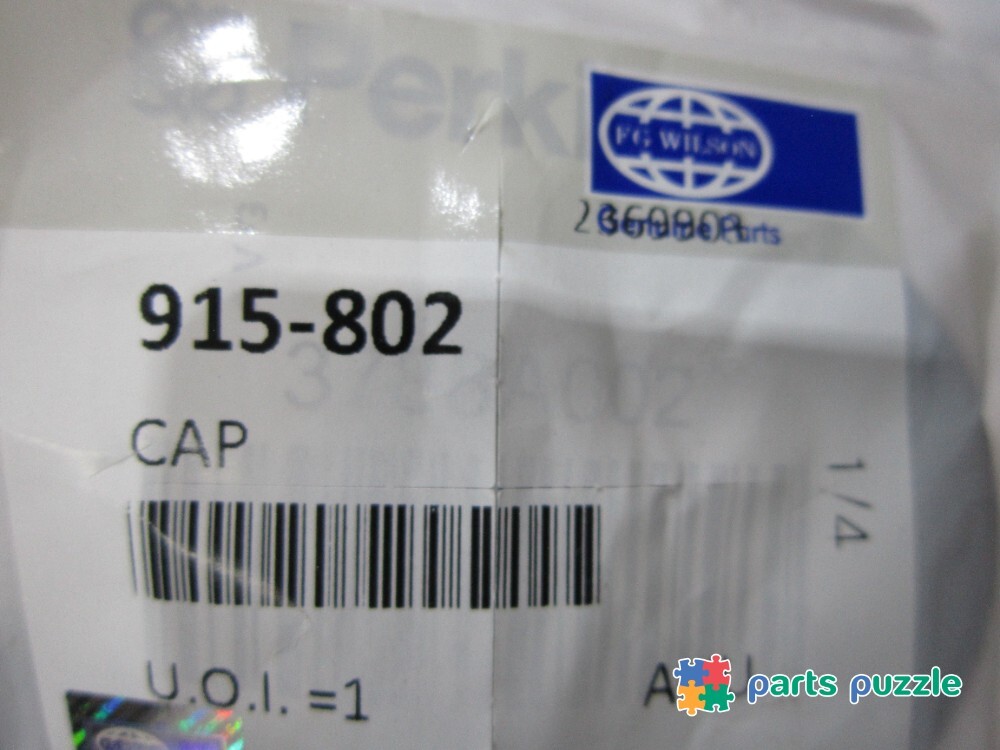 FG WILSON
Genuine Parts
915-802
CAP
1/4
U.O.I. =1
parts puzzle